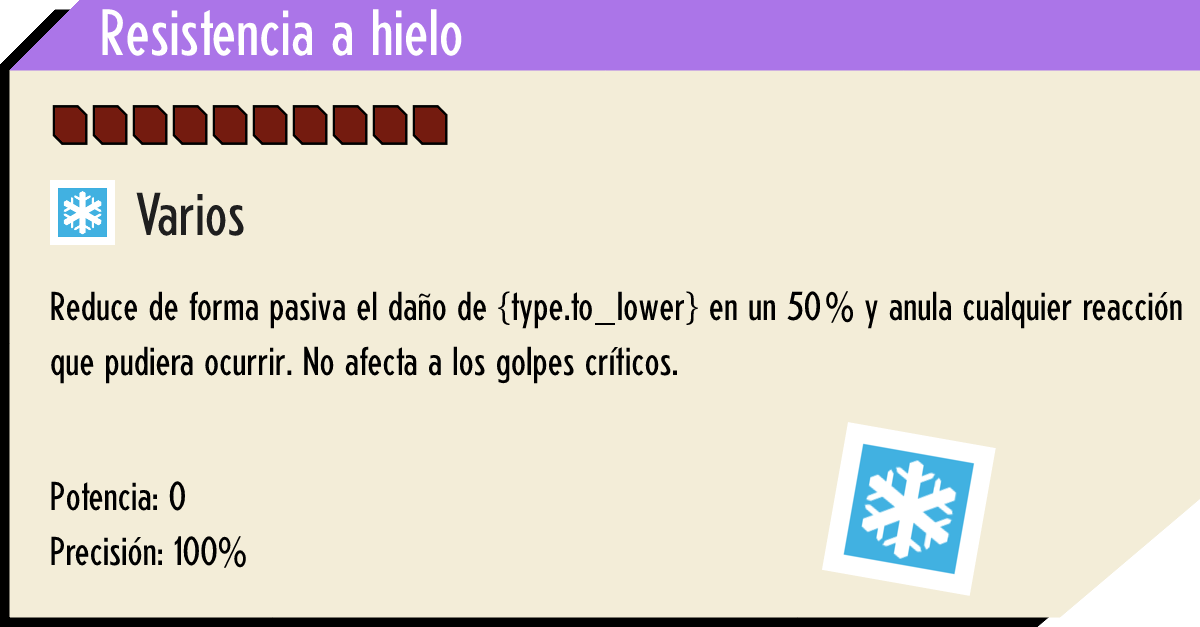 Resistencia a hielo
Varios
Reduce de forma pasiva el daño de {type.to_lower} en un 50% y anula cualquier reacción
que pudiera ocurrir. No afecta a los golpes críticos.
Potencia: 0
Precisión: 100%